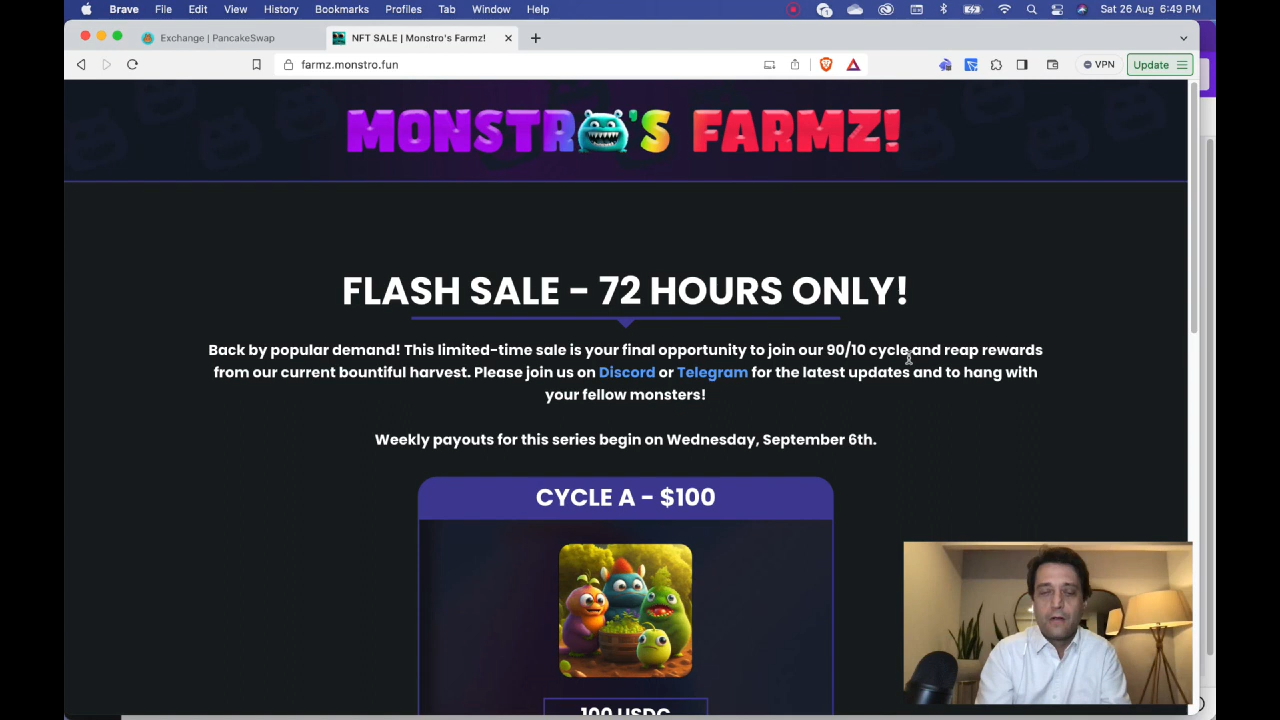 Brave File Edit View History Bookmarks Profiles Tab Window Help
Sat 26 Aug 6:49 PM
Exchange | PancakeSwap
NFT SALE | Monstro's Farmz!
farmz.monstro.fun
VPN
Update
MONSTRO'S FARMZ!
FLASH SALE - 72 HOURS ONLY!
Back by popular demand! This limited-time sale is your final opportunity to join our 90/10 cycle and reap rewards
from our current bountiful harvest. Please join us on Discord or Telegram for the latest updates and to hang with
your fellow monsters!
Weekly payouts for this series begin on Wednesday, September 6th.
CYCLE A - $100
100 USDC